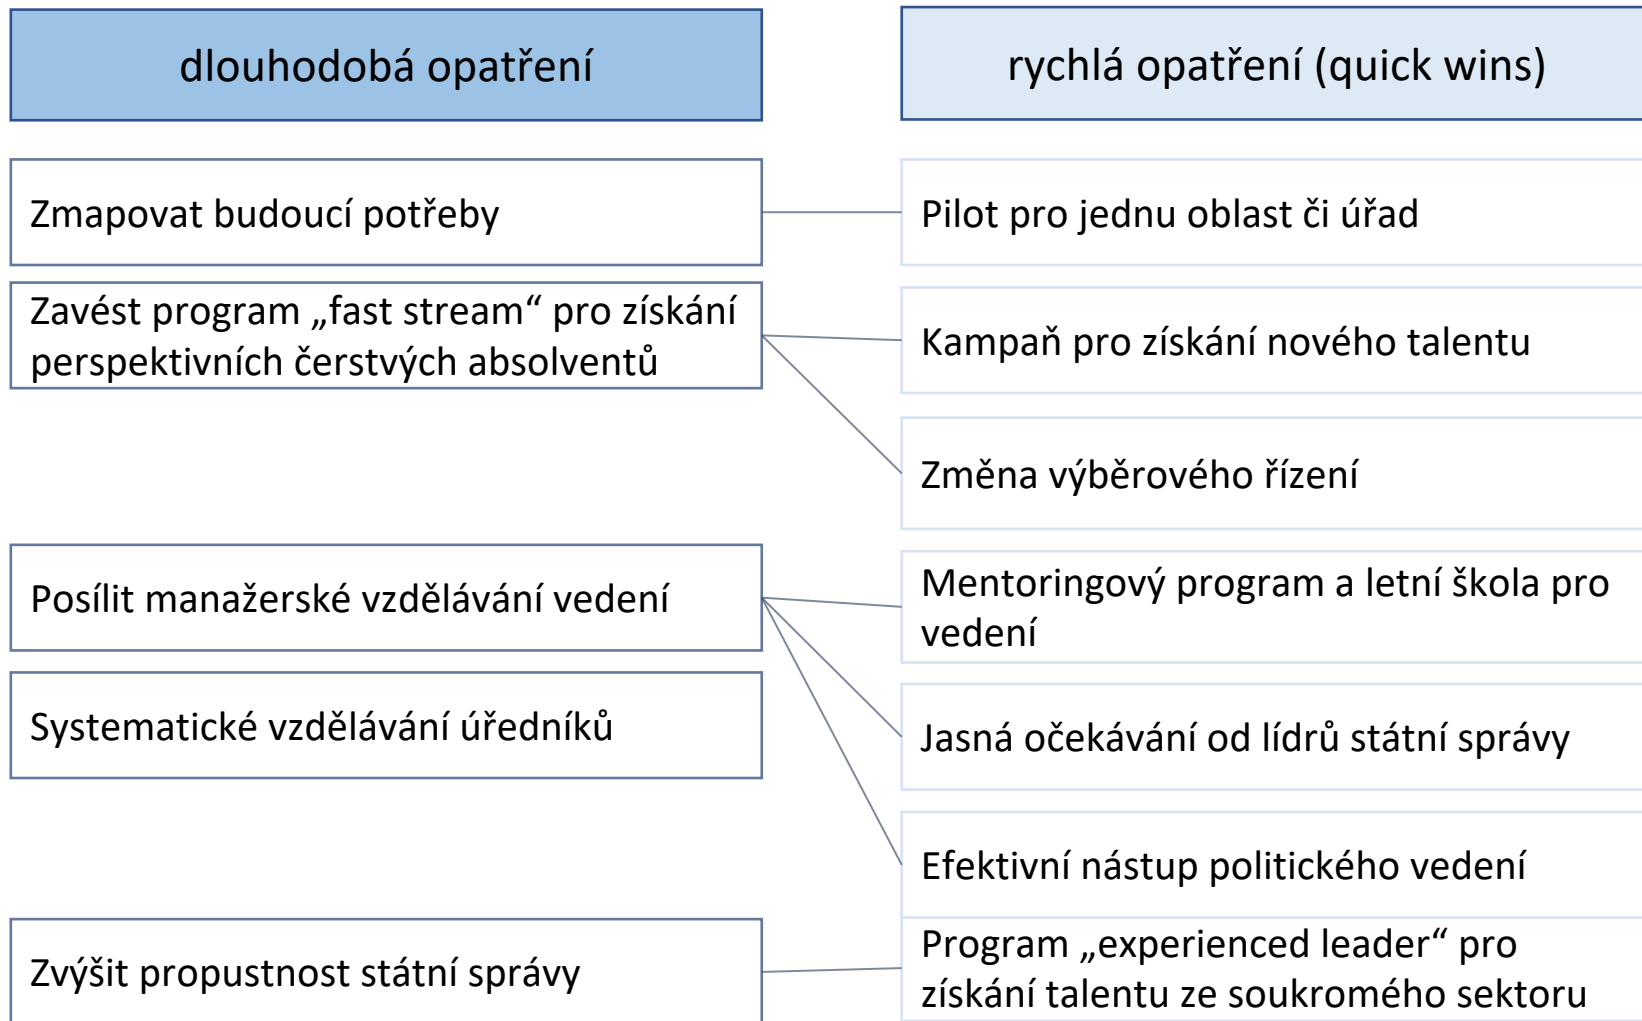 dlouhodobá opatření
rychlá opatření (quick wins)
Zmapovat budoucí potřeby
Pilot pro jednu oblast či úřad
Zavést program „fast stream“ pro získání
perspektivních čerstvých absolventů
Kampaň pro získání nového talentu
Změna výběrového řízení
Posílit manažerské vzdělávání vedení
Mentoringový program a letní škola pro
vedení
Systematické vzdělávání úředníků
Jasná očekávání od lídrů státní správy
Efektivní nástup politického vedení
Zvýšit propustnost státní správy
Program „experienced leader“ pro
získání talentu ze soukromého sektoru